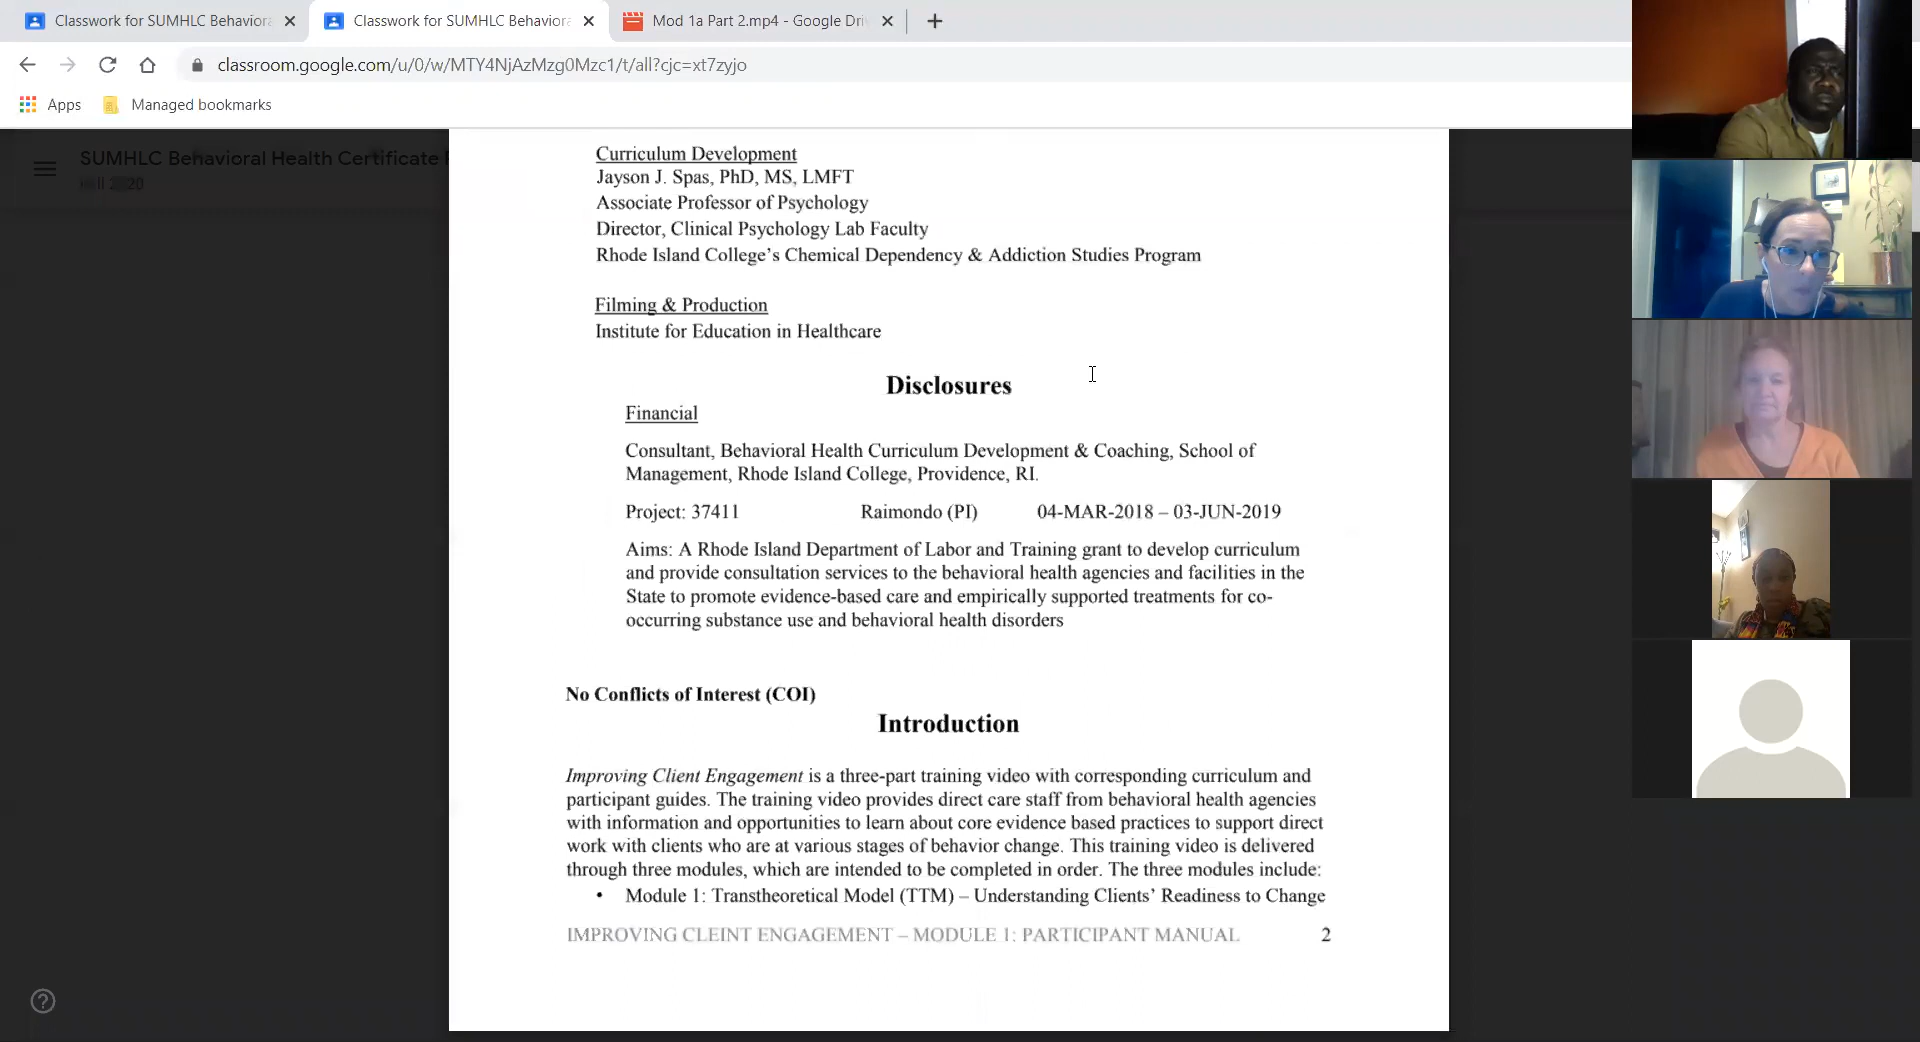 Classwork for SUMHLC Behaviora
Classwork for SUMHLC Behaviora
Mod 1a Part 2.mp4 - Google Dri
classroom.google.com/u/0/w/MTY4NjAzMzg0Mzc1/t/all?cjc=xt7zyjo
Apps
Managed bookmarks
SUMHLC Behavioral Health Certificate
Curriculum Development
Jayson J. Spas, PhD, MS, LMFT
Associate Professor of Psychology
Director, Clinical Psychology Lab Faculty
Rhode Island College’s Chemical Dependency & Addiction Studies Program
Filming & Production
Institute for Education in Healthcare
Disclosures
Financial
Consultant, Behavioral Health Curriculum Development & Coaching, School of
Management, Rhode Island College, Providence, RI.
Project: 37411 Raimondo (PI) 04-MAR-2018 – 03-JUN-2019
Aims: A Rhode Island Department of Labor and Training grant to develop curriculum
and provide consultation services to the behavioral health agencies and facilities in the
State to promote evidence-based care and empirically supported treatments for co-
occurring substance use and behavioral health disorders
No Conflicts of Interest (COI)
Introduction
Improving Client Engagement is a three-part training video with corresponding curriculum and
participant guides. The training video provides direct care staff from behavioral health agencies
with information and opportunities to learn about core evidence based practices to support direct
work with clients who are at various stages of behavior change. This training video is delivered
through three modules, which are intended to be completed in order. The three modules include:
• Module 1: Transtheoretical Model (TTM) – Understanding Clients’ Readiness to Change
IMPROVING CLEINT ENGAGEMENT – MODULE 1: PARTICIPANT MANUAL 2